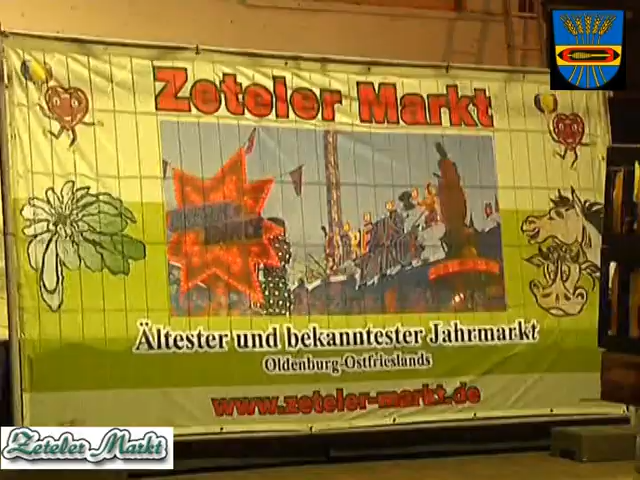 Zeteler Markt
Ältester und bekanntester Jahrmarkt
Oldenburg-Ostfrieslands
www.zeteler-markt.de
Zeteler Markt